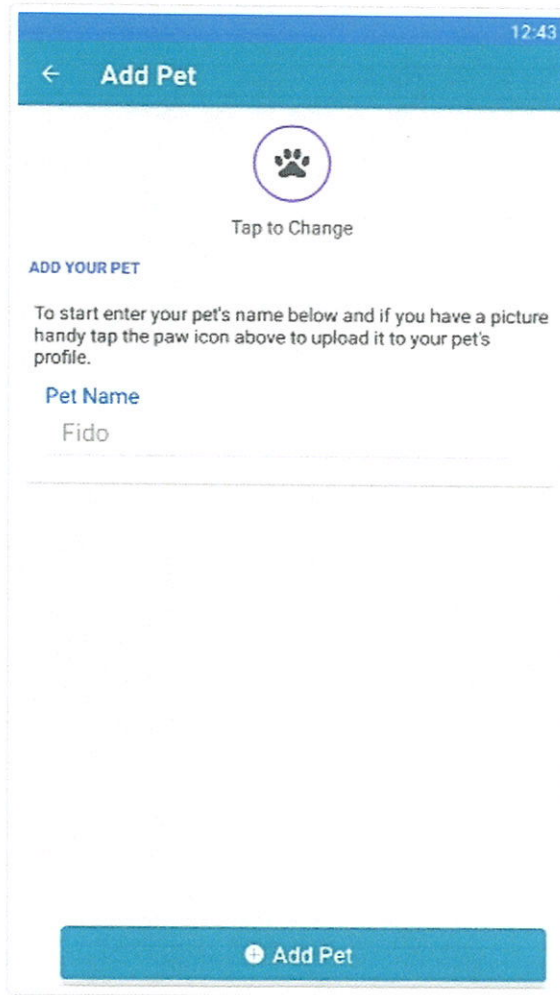 12:43
Add Pet
Tap to Change
ADD YOUR PET
To start enter your pet's name below and if you have a picture
handy tap the paw icon above to upload it to your pet's
profile.
Pet Name
Fido
Add Pet